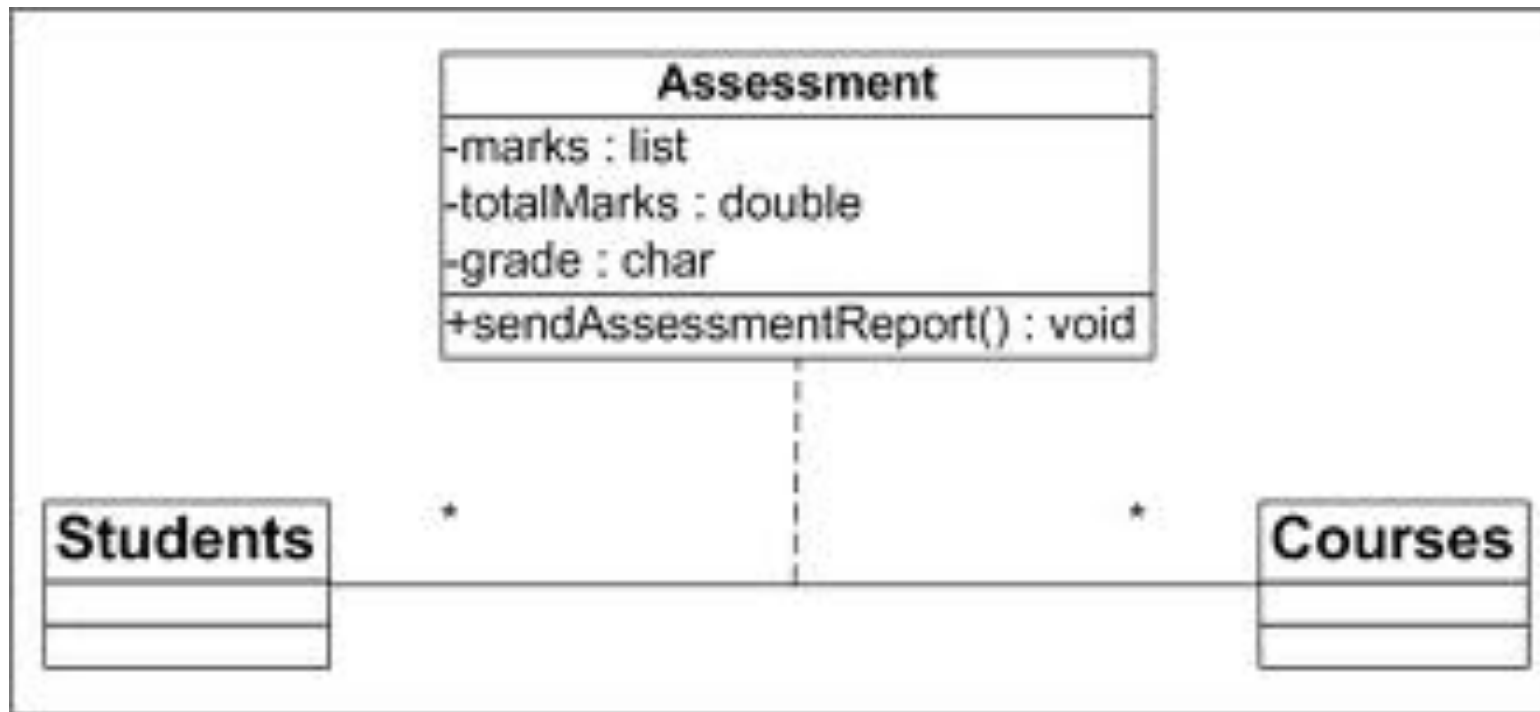 Assessment
-marks : list
-totalMarks : double
-grade : char
+sendAssessmentReport() : void
* *
Students Courses